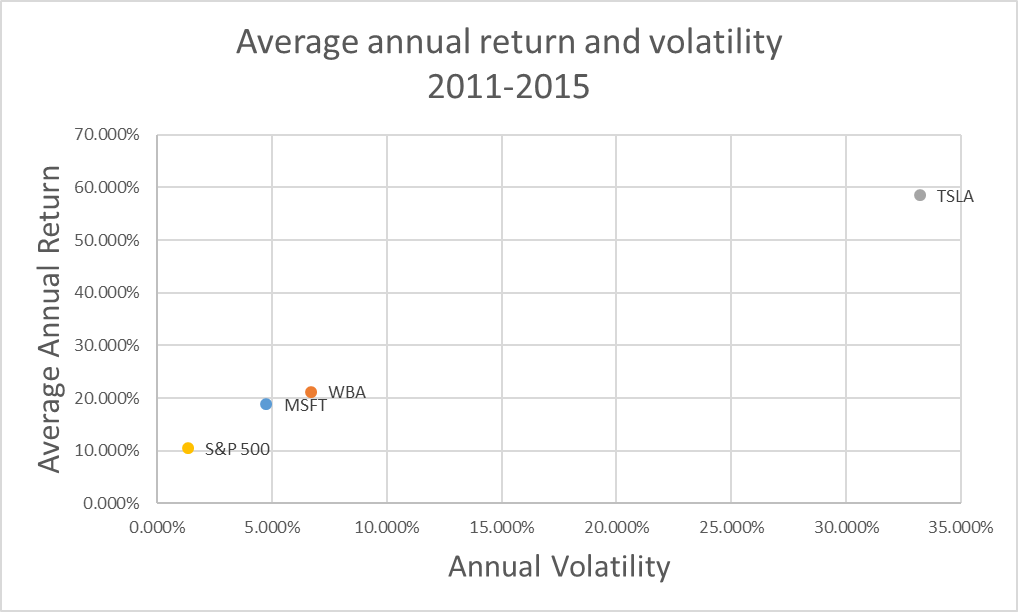 Average annual return and volatility
2011-2015
Average Annual Return
70.000%
60.000%
50.000%
40.000%
30.000%
20.000%
10.000%
0.000%
TSLA
WBA
MSFT
S&P 500
0.000%
5.000%
10.000%
15.000%
20.000%
25.000%
30.000%
35.000%
Annual Volatility